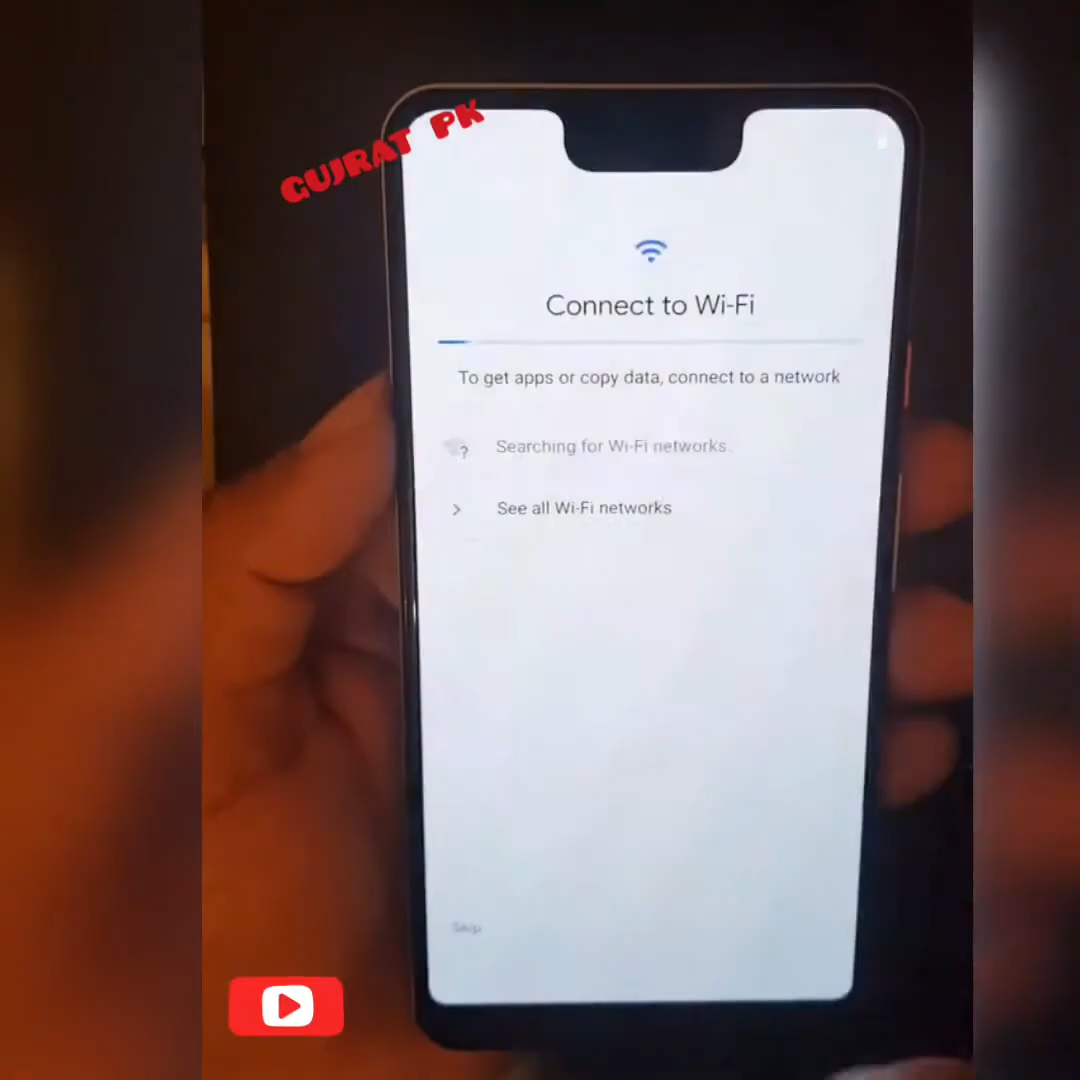 GUJRAT PK
Connect to Wi-Fi
To get apps or copy data, connect to a network
?
Searching for Wi-Fi networks..
See all Wi-Fi networks
Skip